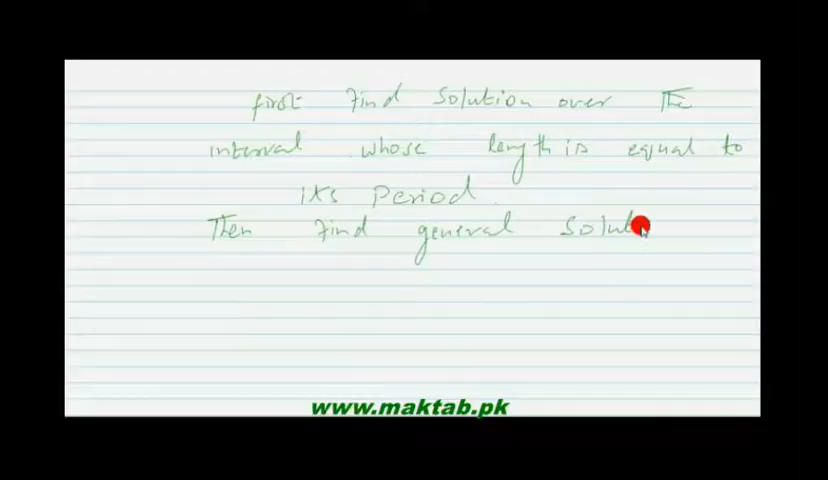 first Find Solution over The
interval whose length is equal to
its Period.
Then Find general Solut
www.maktab.pk